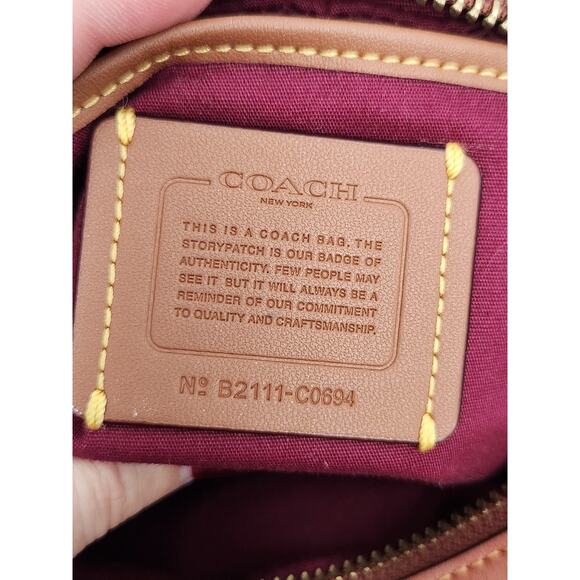 COACH
NEW YORK
THIS IS A COACH BAG. THE
STORYPATCH IS OUR BADGE OF
AUTHENTICITY. FEW PEOPLE MAY
SEE IT BUT IT WILL ALWAYS BE A
REMINDER OF OUR COMMITMENT
TO QUALITY AND CRAFTSMANSHIP.
Nº B2111-C0694